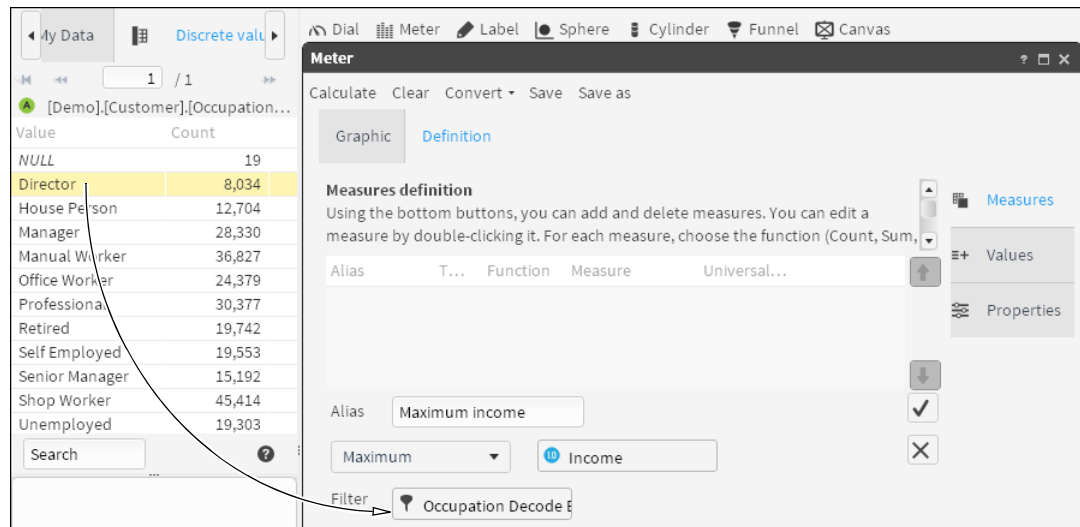 My Data
Discrete valu
Dial Meter Label Sphere Cylinder Funnel Canvas
Meter
1 / 1
[Demo].[Customer].[Occupation...
Value Count
NULL 19
Director 8,034
House Person 12,704
Manager 28,330
Manual Worker 36,827
Office Worker 24,379
Professional 30,377
Retired 19,742
Self Employed 19,553
Senior Manager 15,192
Shop Worker 45,414
Unemployed 19,303
Search
Calculate Clear Convert Save Save as
Graphic Definition
Measures definition
Using the bottom buttons, you can add and delete measures. You can edit a
measure by double-clicking it. For each measure, choose the function (Count, Sum,
Alias T... Function Measure Universal...
Alias Maximum income
Maximum 1.0 Income
Filter Occupation Decode E
Measures
Values
Properties